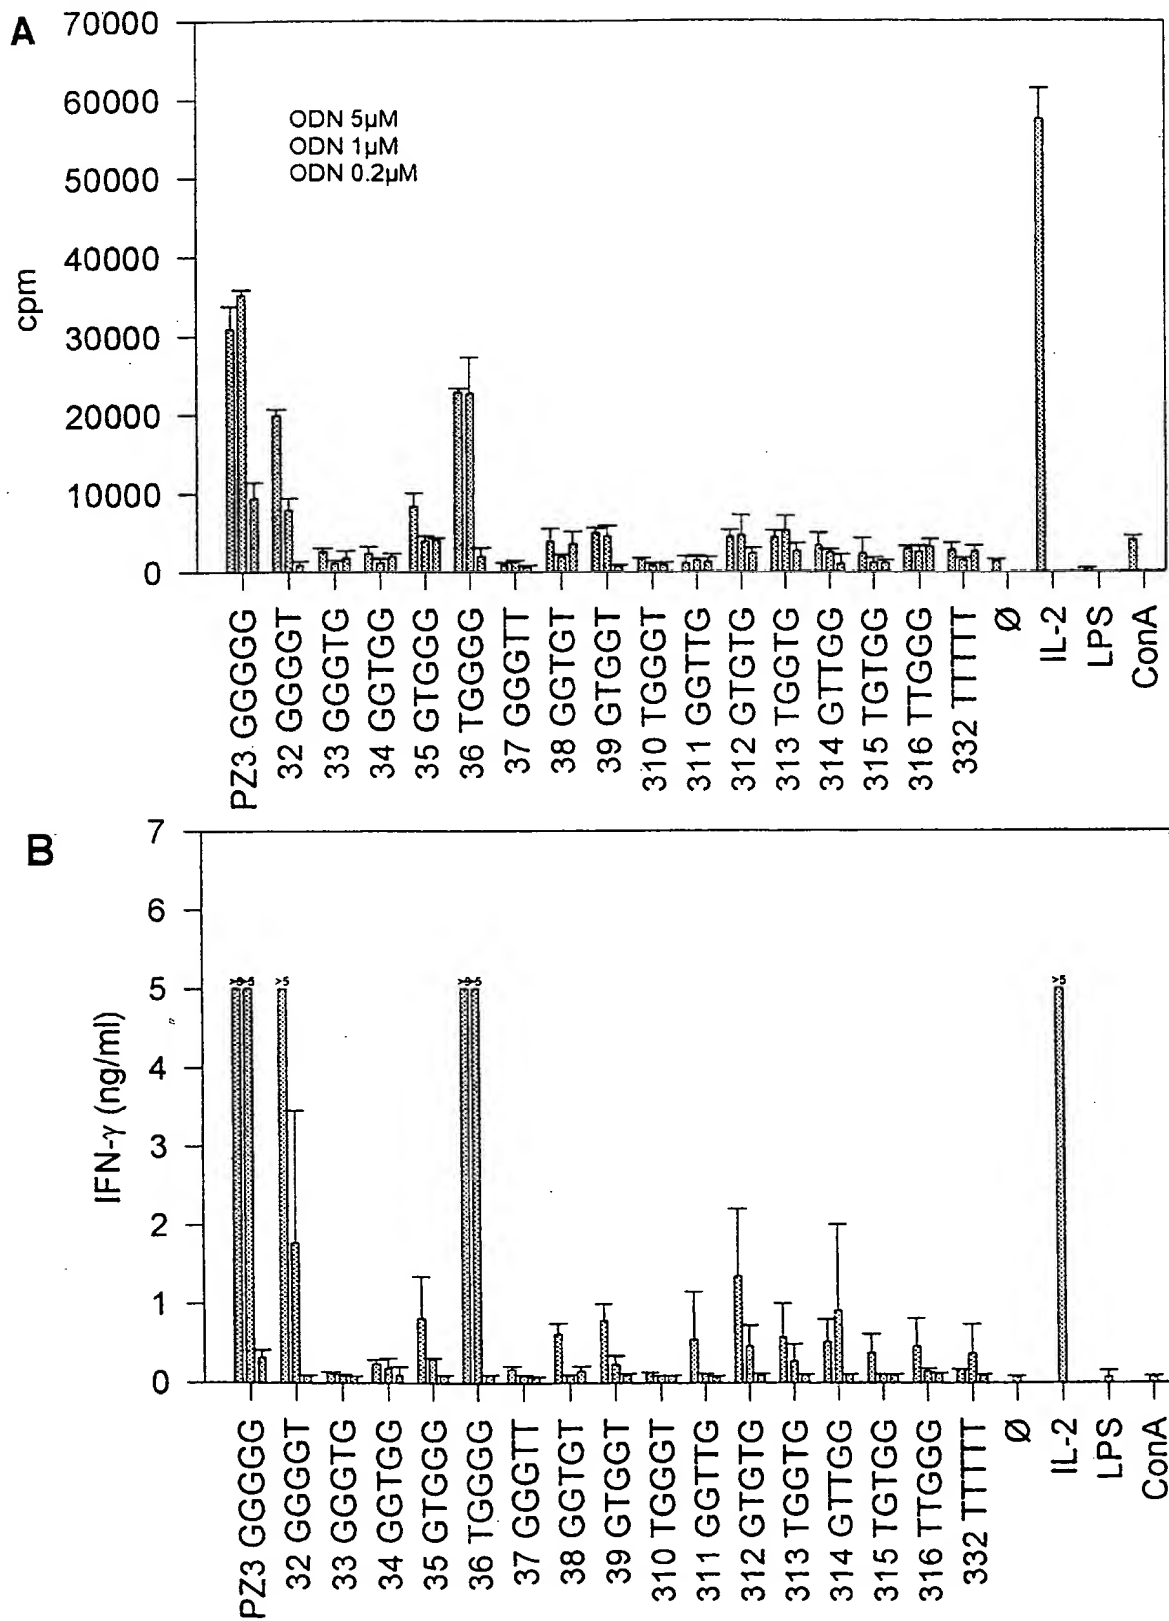 A
70000
60000
50000
40000
30000
20000
10000
0
cpm
ODN 5µM
ODN 1µM
ODN 0.2µM
PZ3 GGGGG
32 GGGGT
33 GGGTG
34 GGTGG
35 GTGGG
36 TGGGG
37 GGGTT
38 GGTGT
39 GTGGT
310 TGGGT
311 GGTTG
312 GTGTG
313 TGGTG
314 GTTGG
315 TGTGG
316 TTGGG
332 TTTTT
Ø
IL-2
LPS
ConA
B
7
6
5
4
3
2
1
0
IFN-γ (ng/ml)
>5
>5
>5
>5
>5
>5
PZ3 GGGGG
32 GGGGT
33 GGGTG
34 GGTGG
35 GTGGG
36 TGGGG
37 GGGTT
38 GGTGT
39 GTGGT
310 TGGGT
311 GGTTG
312 GTGTG
313 TGGTG
314 GTTGG
315 TGTGG
316 TTGGG
332 TTTTT
Ø
IL-2
LPS
ConA